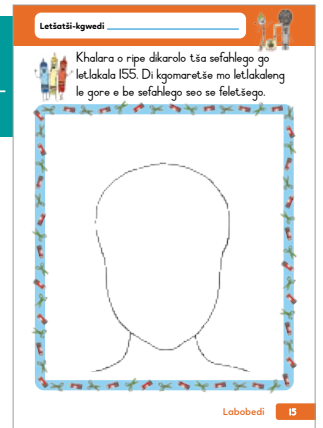 Letšatši-kgwedi
Khalara o ripe dikarolo tša sefahlego go
letlakala 155. Di kgomaretše mo letlakaleng
le gore e be sefahlego seo se feletšego.
Labobedi 15